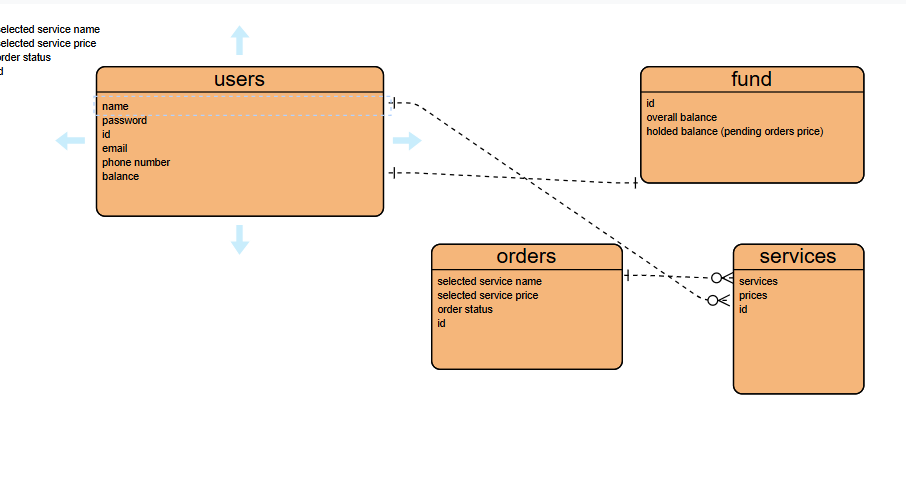 elected service name
elected service price
rder status
d
users
name
password
id
email
phone number
balance
fund
id
overall balance
holded balance (pending orders price)
orders
selected service name
selected service price
order status
id
services
services
prices
id